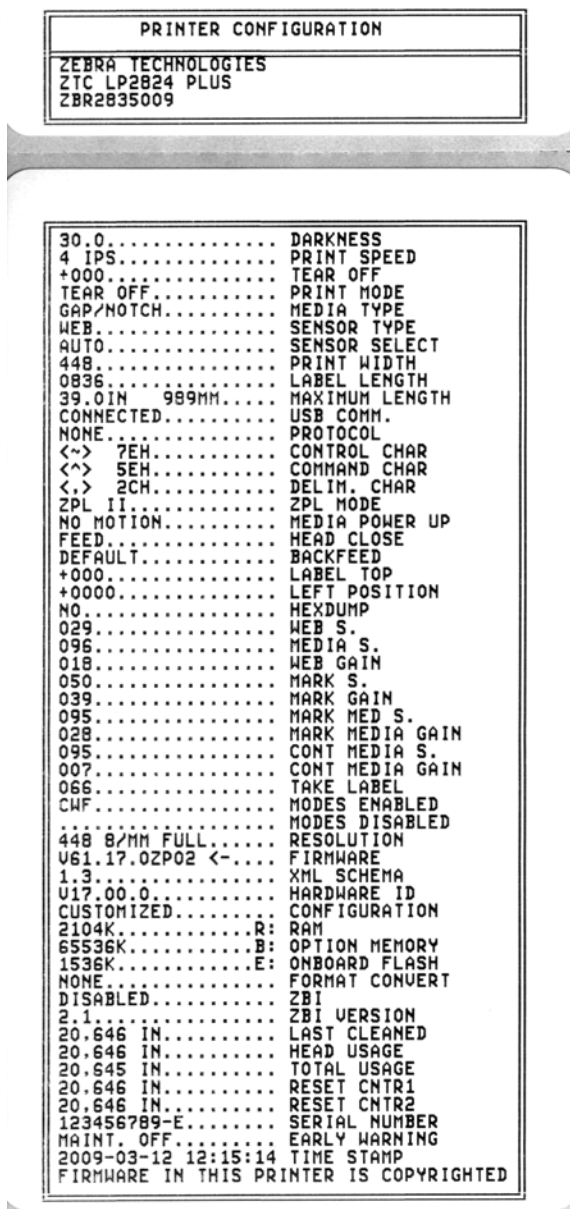 PRINTER CONFIGURATION
ZEBRA TECHNOLOGIES
ZTC LP2824 PLUS
ZBR2835009
30.0............... DARKNESS
4 IPS.............. PRINT SPEED
+000............... TEAR OFF
TEAR OFF........... PRINT MODE
GAP/NOTCH.......... MEDIA TYPE
WEB................ SENSOR TYPE
AUTO............... SENSOR SELECT
448................ PRINT WIDTH
0836............... LABEL LENGTH
39.0IN   989MM..... MAXIMUM LENGTH
CONNECTED.......... USB COMM.
NONE............... PROTOCOL
<~>  7EH........... CONTROL CHAR
<^>  5EH........... COMMAND CHAR
<,>  2CH........... DELIM. CHAR
ZPL II............. ZPL MODE
NO MOTION.......... MEDIA POWER UP
FEED............... HEAD CLOSE
DEFAULT............ BACKFEED
+000............... LABEL TOP
+0000.............. LEFT POSITION
NO................. HEXDUMP
029................ WEB S.
096................ MEDIA S.
018................ WEB GAIN
050................ MARK S.
039................ MARK GAIN
095................ MARK MED S.
028................ MARK MEDIA GAIN
095................ CONT MEDIA S.
007................ CONT MEDIA GAIN
066................ TAKE LABEL
CWF................ MODES ENABLED
................... MODES DISABLED
448 8/MM FULL...... RESOLUTION
V61.17.0ZP02 <-.... FIRMWARE
1.3................ XML SCHEMA
V17.00.0........... HARDWARE ID
CUSTOMIZED......... CONFIGURATION
2104K............R: RAM
65536K...........B: OPTION MEMORY
1536K............E: ONBOARD FLASH
NONE............... FORMAT CONVERT
DISABLED........... ZBI
2.1................ ZBI VERSION
20,646 IN.......... LAST CLEANED
20,646 IN.......... HEAD USAGE
20,645 IN.......... TOTAL USAGE
20,646 IN.......... RESET CNTR1
20,646 IN.......... RESET CNTR2
123456789-E........ SERIAL NUMBER
MAINT. OFF......... EARLY WARNING
2009-03-12 12:15:14 TIME STAMP
FIRMWARE IN THIS PRINTER IS COPYRIGHTED